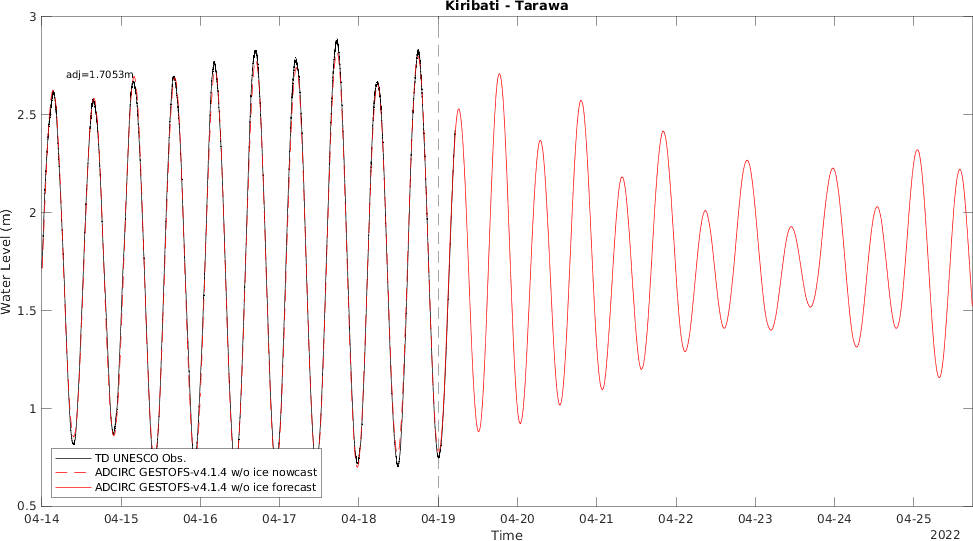 Kiribati - Tarawa
3
adj=1.7053m
2.5
2
Water Level (m)
1.5
1
TD UNESCO Obs.
ADCIRC GESTOFS-v4.1.4 w/o ice nowcast
ADCIRC GESTOFS-v4.1.4 w/o ice forecast
0.5
04-14 04-15 04-16 04-17 04-18 04-19 04-20 04-21 04-22 04-23 04-24 04-25
Time
2022